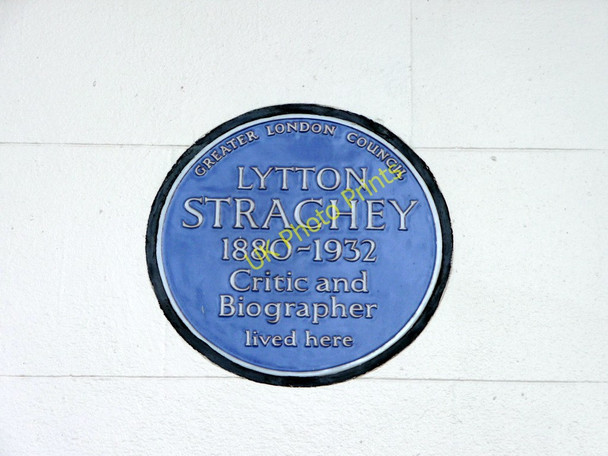 GREATER LONDON COUNCIL
LYTTON
STRACHEY
1880-1932
Critic and
Biographer
lived here
UK Photo Prints